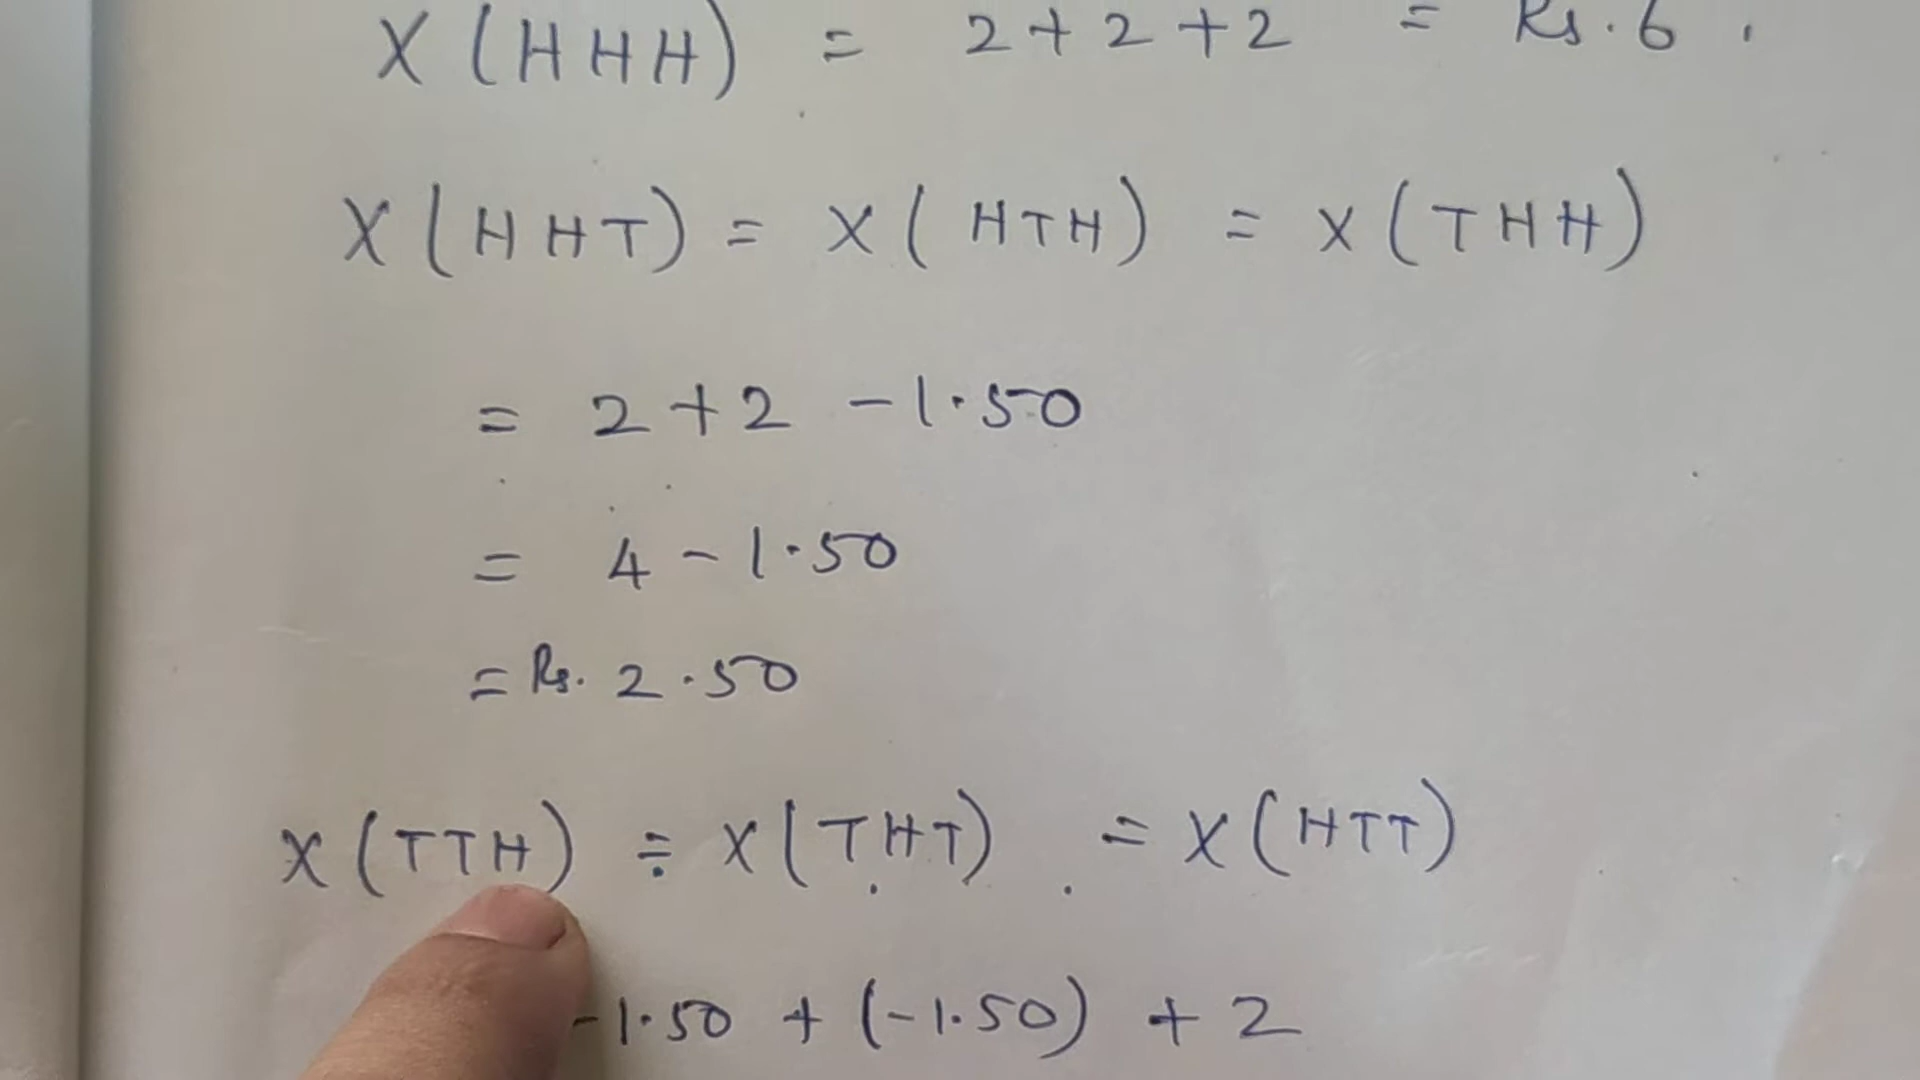 X (HHH) = 2+2+2 = Rs. 6.
X (HHT) = X (HTH) = X (THH)
= 2+2 -1.50
= 4 - 1.50
= Rs. 2.50
X (TTH) = X (THT) = X (HTT)
-1.50 + (-1.50) + 2